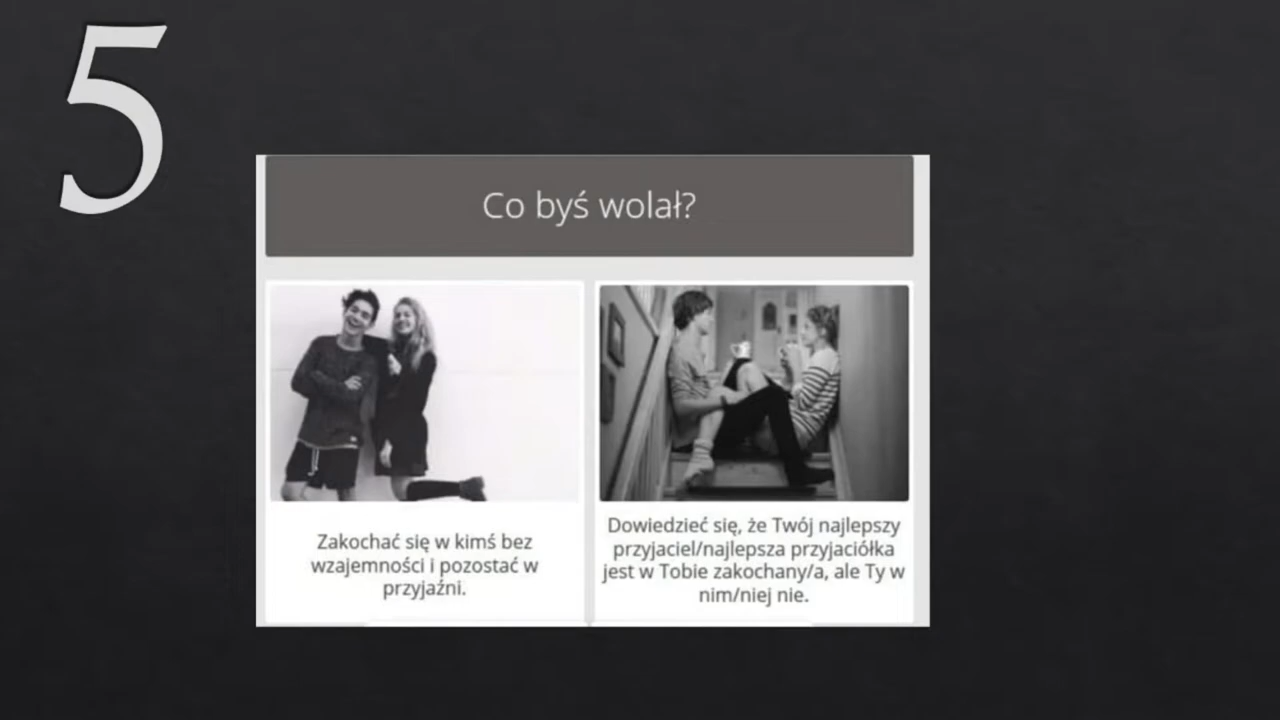 5
Co byś wolał?
Zakochać się w kimś bez
wzajemności i pozostać w
przyjaźni.
Dowiedzieć się, że Twój najlepszy
przyjaciel/najlepsza przyjaciółka
jest w Tobie zakochany/a, ale Ty w
nim/niej nie.